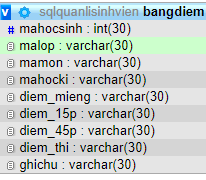 v sqlquanlisinhvien bangdiem
# mahocsinh : int(30)
malop : varchar(30)
mamon : varchar(30)
mahocki : varchar(30)
diem_mieng : varchar(30)
diem_15p : varchar(30)
diem_45p : varchar(30)
diem_thi : varchar(30)
ghichu : varchar(30)